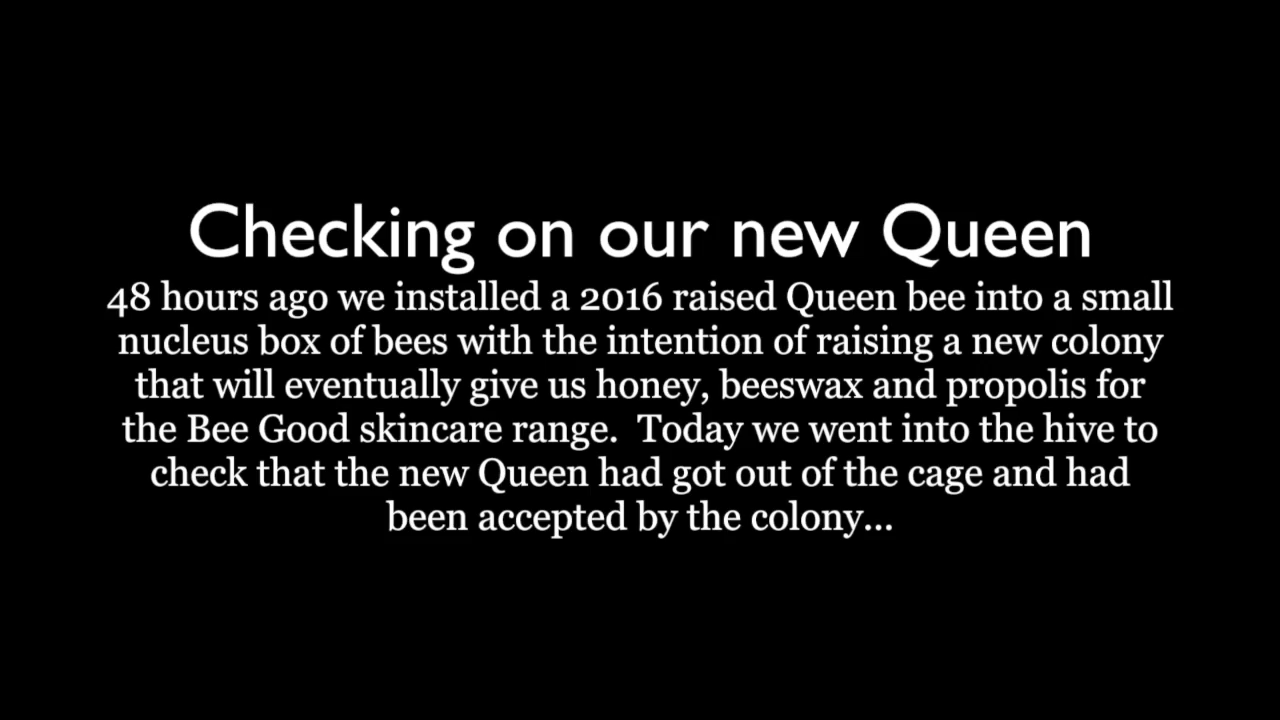 Checking on our new Queen
48 hours ago we installed a 2016 raised Queen bee into a small
nucleus box of bees with the intention of raising a new colony
that will eventually give us honey, beeswax and propolis for
the Bee Good skincare range.  Today we went into the hive to
check that the new Queen had got out of the cage and had
been accepted by the colony...